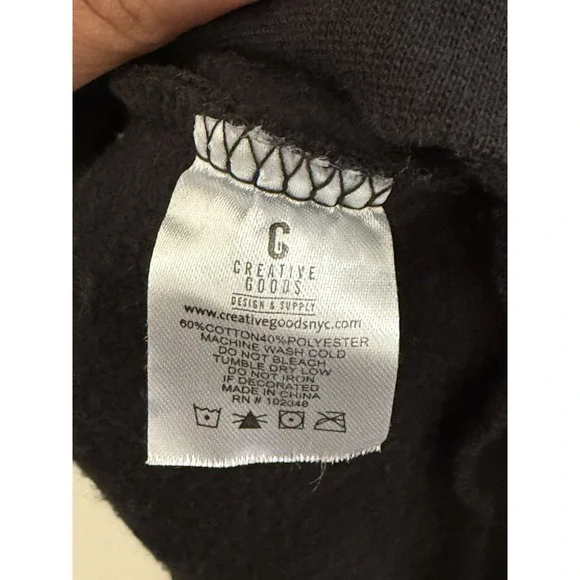 CG
CREATIVE
GOODS
DESIGN & SUPPLY
www.creativegoodsnyc.com
60%COTTON40%POLYESTER
MACHINE WASH COLD
DO NOT BLEACH
TUMBLE DRY LOW
DO NOT IRON
IF DECORATED
MADE IN CHINA
RN # 102048